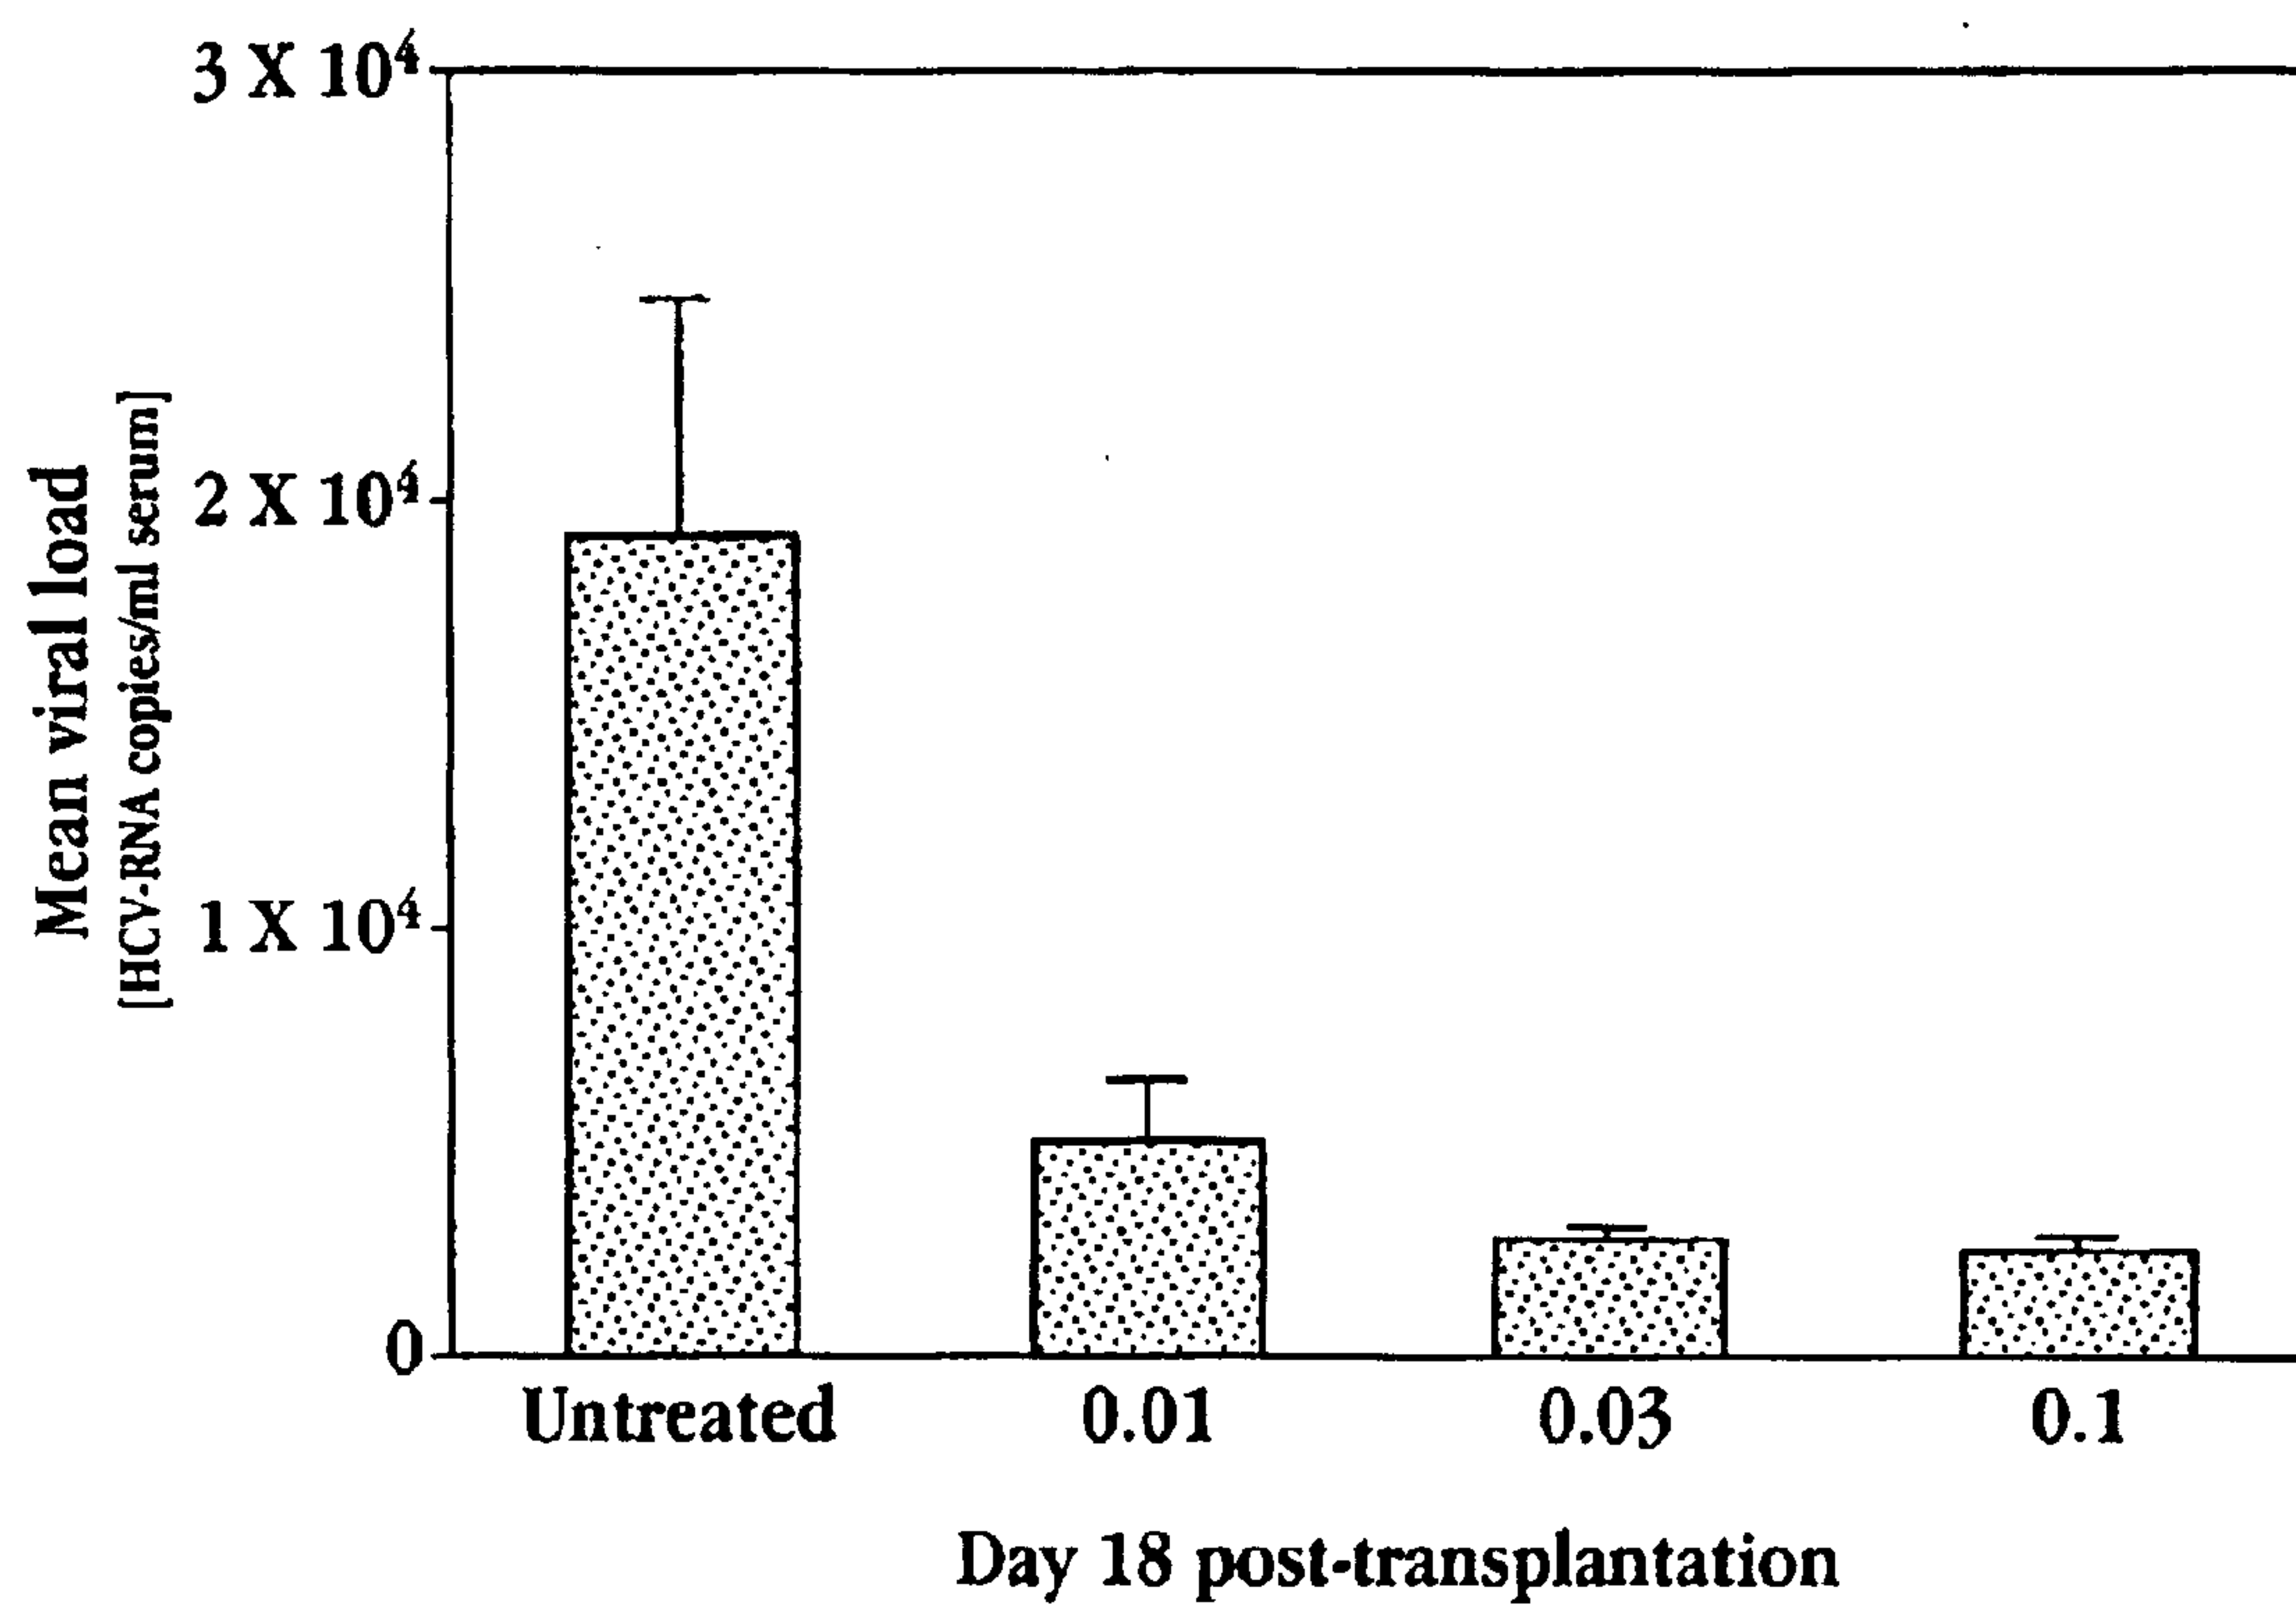 3 X 10⁴
2 X 10⁴
1 X 10⁴
0
Mean viral load
[HCV-RNA copies/ml serum]
Untreated 0.01 0.03 0.1
Day 18 post-transplantation